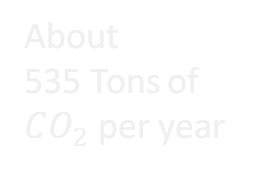 About
535 Tons of
CO₂ per year